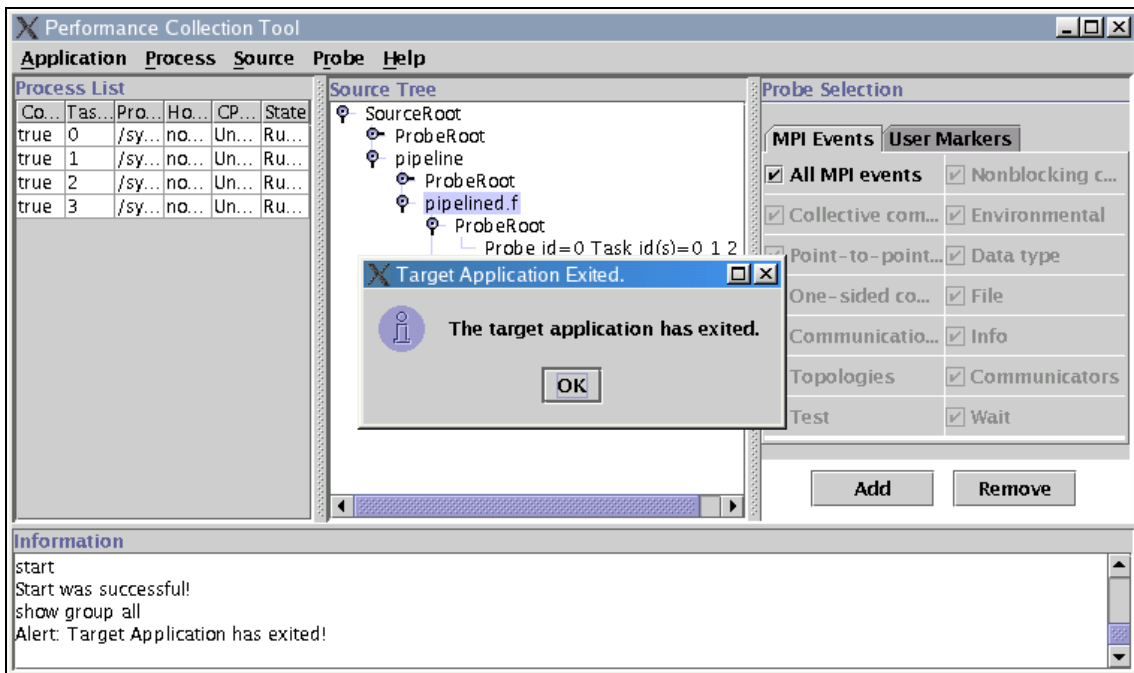 Performance Collection Tool
Application Process Source Probe Help
Process List
Co... Tas... Pro... Ho... CP... State
true 0 /sy... no... Un... Ru...
true 1 /sy... no... Un... Ru...
true 2 /sy... no... Un... Ru...
true 3 /sy... no... Un... Ru...
Source Tree
SourceRoot
ProbeRoot
pipeline
ProbeRoot
pipelined.f
ProbeRoot
Probe id=0 Task id(s)=0 1 2
Probe Selection
MPI Events User Markers
All MPI events Nonblocking c...
Collective com... Environmental
Point-to-point... Data type
One-sided co... File
Communicatio... Info
Topologies Communicators
Test Wait
Add Remove
Target Application Exited.
The target application has exited.
OK
Information
start
Start was successful!
show group all
Alert: Target Application has exited!